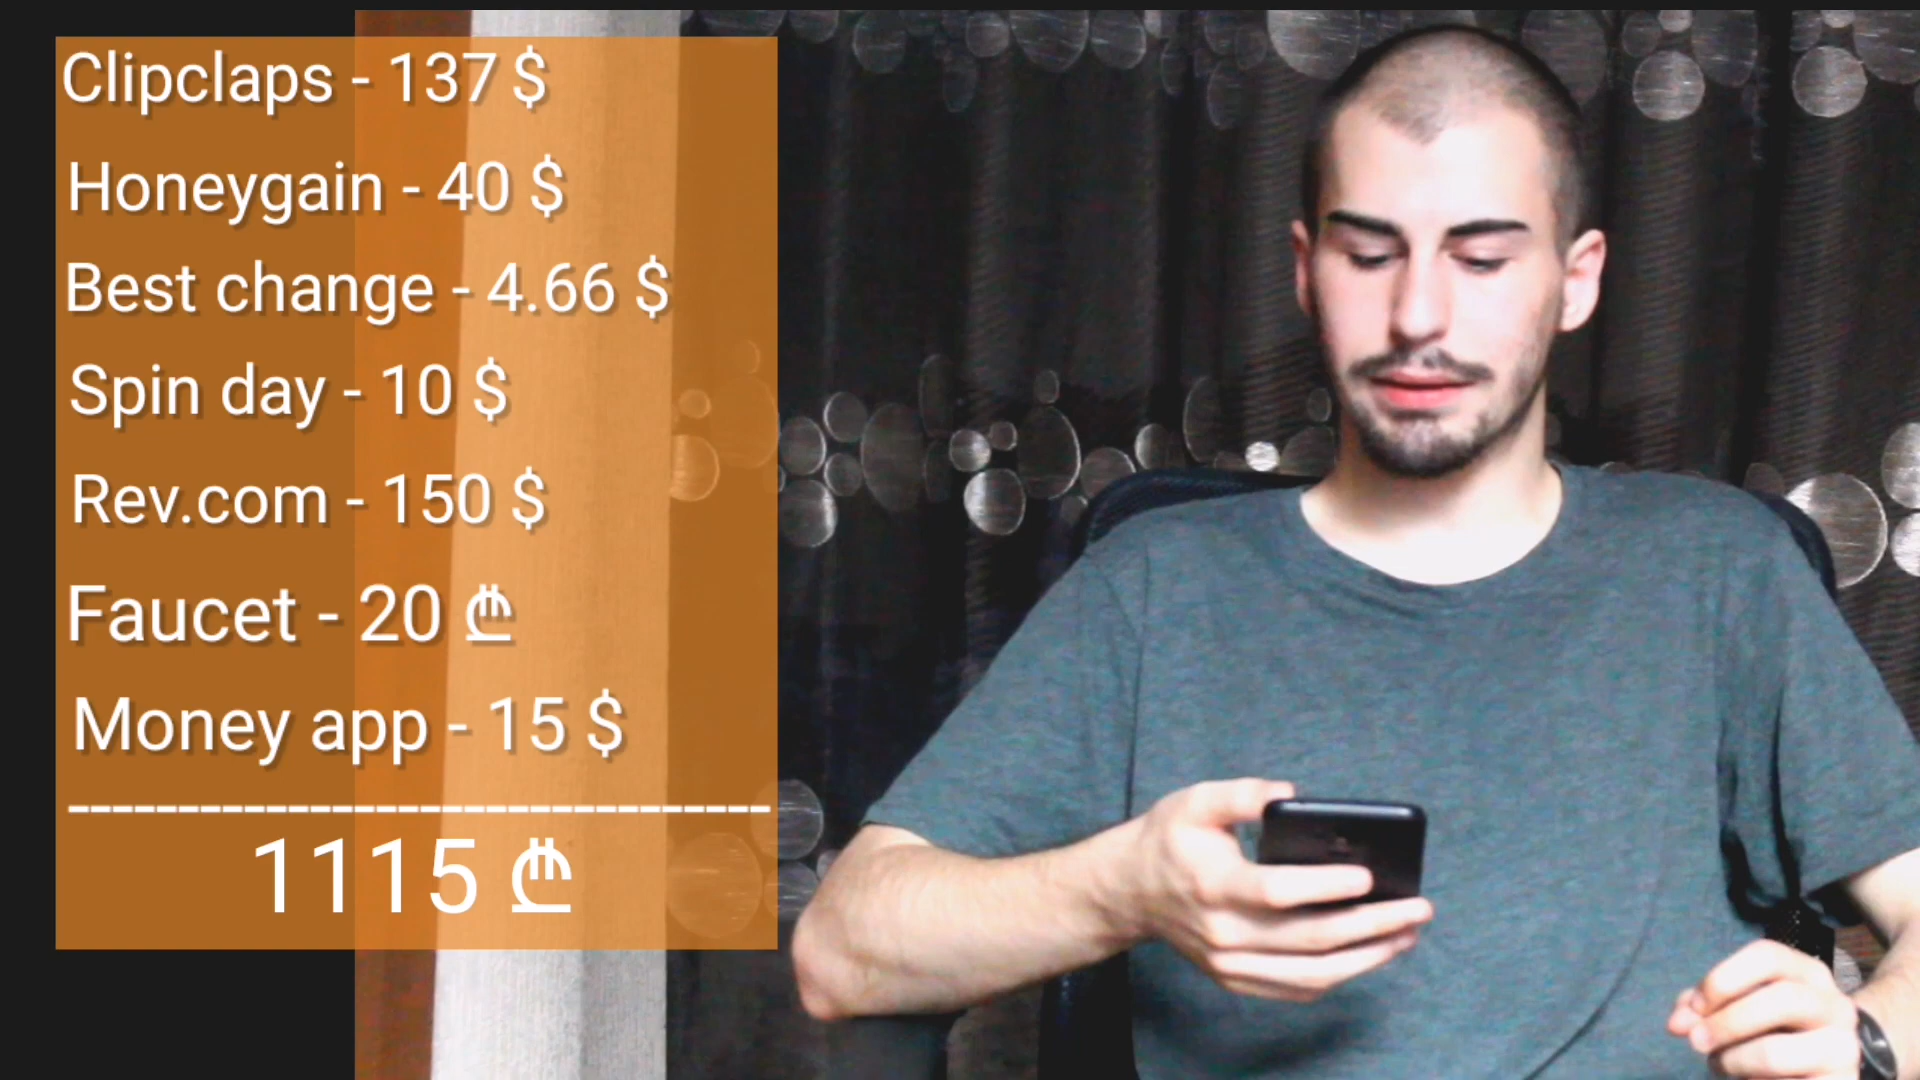 Clipclaps - 137 $
Honeygain - 40 $
Best change - 4.66 $
Spin day - 10 $
Rev.com - 150 $
Faucet - 20 ₾
Money app - 15 $
--------------------------------
1115 ₾